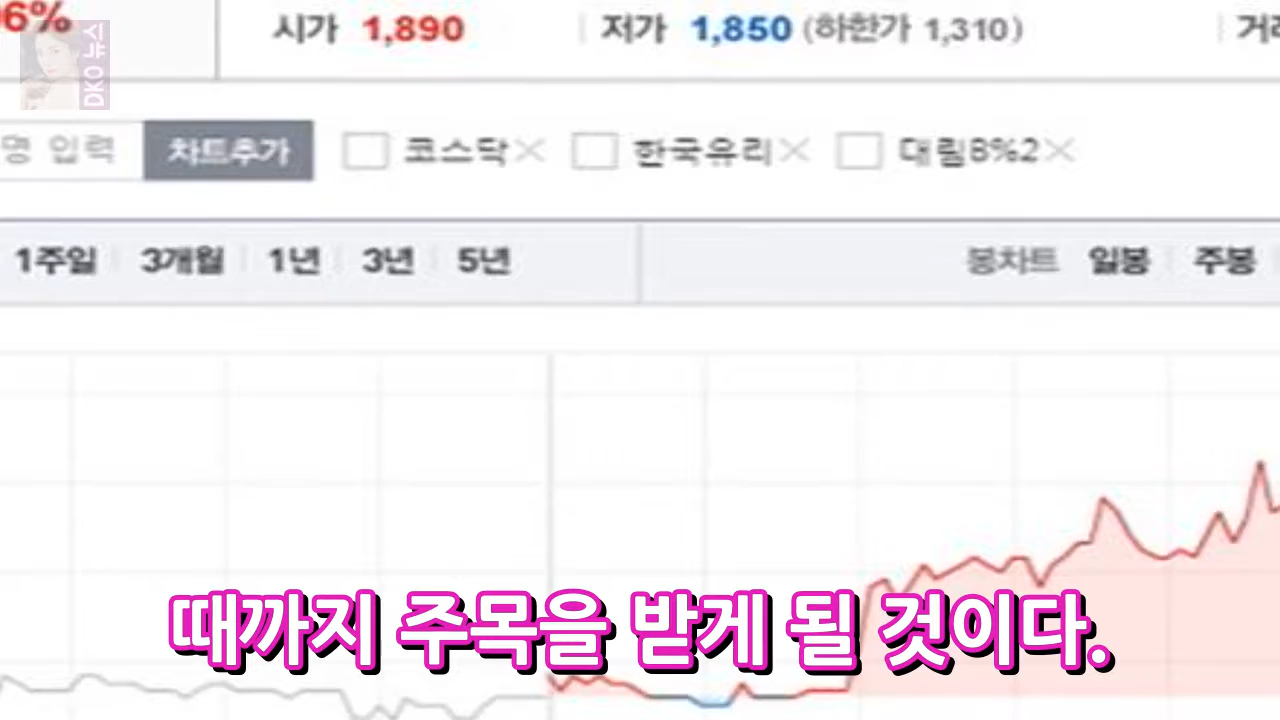 6%
시가 1,890 저가 1,850 (하한가 1,310) 거래
DKO 뉴스
명 입력 차트추가 코스닥 한국유리 대림B%2
1주일 3개월 1년 3년 5년 봉차트 일봉 주봉
때까지 주목을 받게 될 것이다.